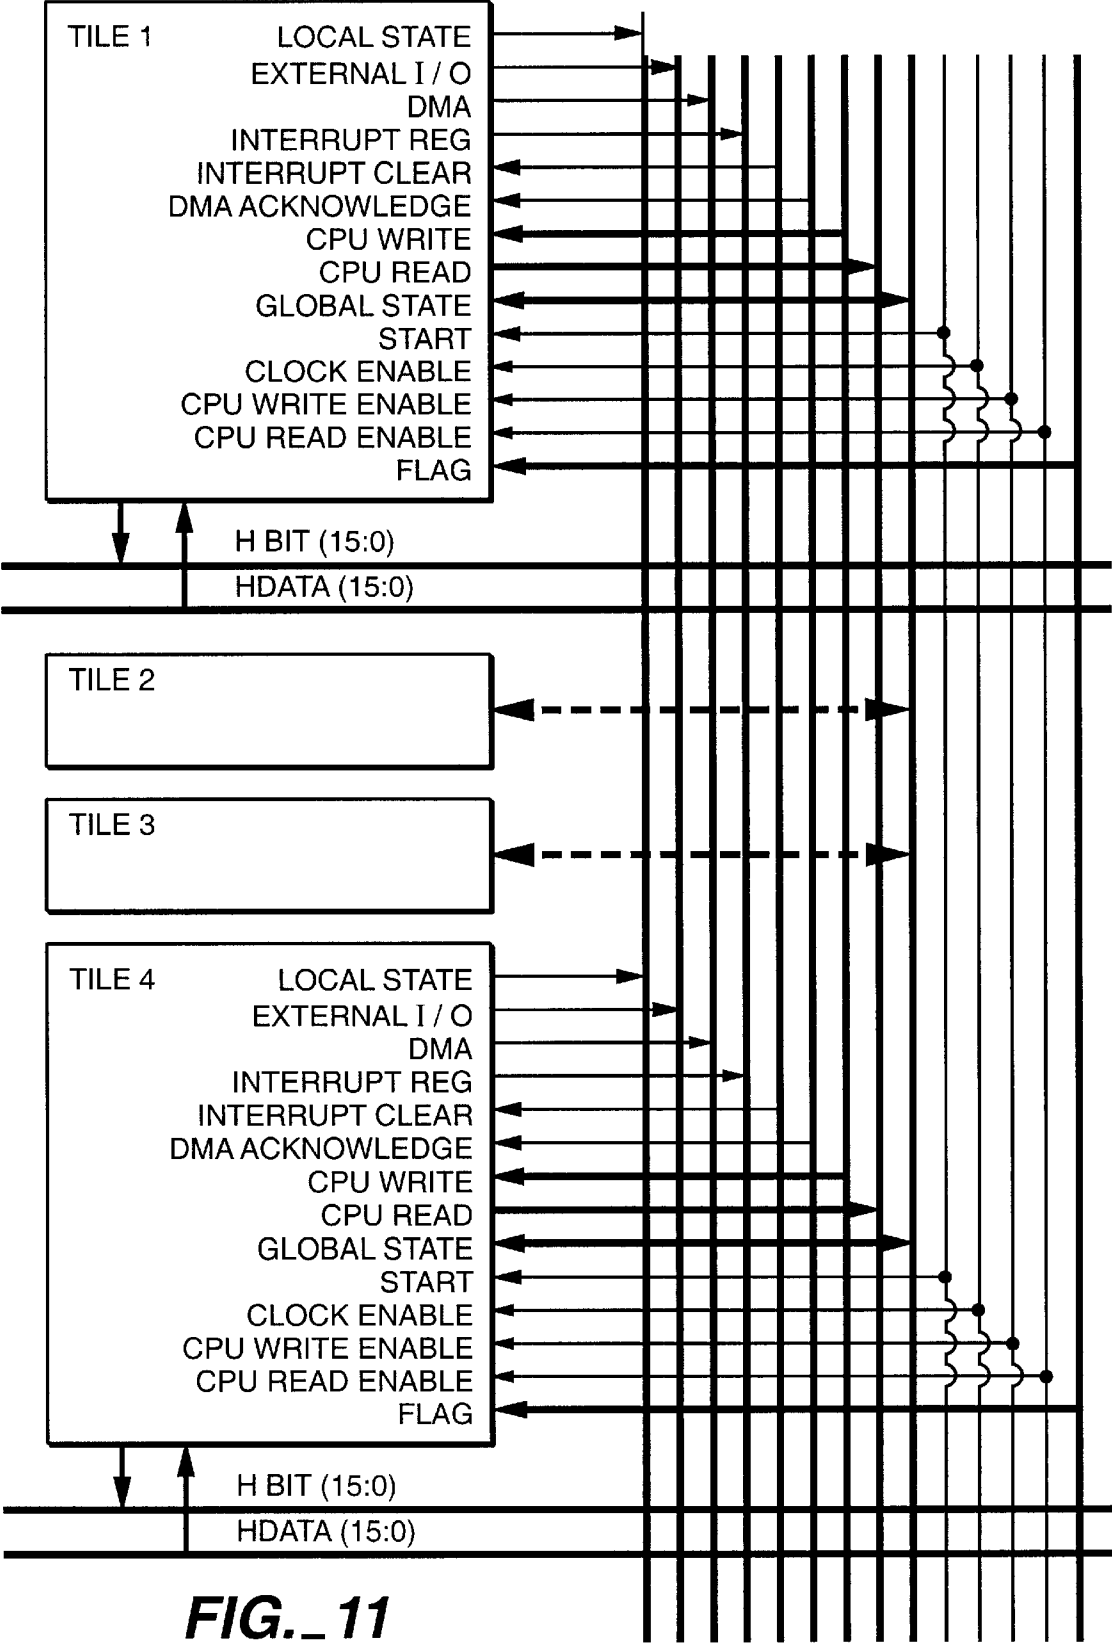 TILE 1
LOCAL STATE
EXTERNAL I / O
DMA
INTERRUPT REG
INTERRUPT CLEAR
DMA ACKNOWLEDGE
CPU WRITE
CPU READ
GLOBAL STATE
START
CLOCK ENABLE
CPU WRITE ENABLE
CPU READ ENABLE
FLAG
H BIT (15:0)
HDATA (15:0)
TILE 2
TILE 3
TILE 4
LOCAL STATE
EXTERNAL I / O
DMA
INTERRUPT REG
INTERRUPT CLEAR
DMA ACKNOWLEDGE
CPU WRITE
CPU READ
GLOBAL STATE
START
CLOCK ENABLE
CPU WRITE ENABLE
CPU READ ENABLE
FLAG
H BIT (15:0)
HDATA (15:0)
FIG._ 11